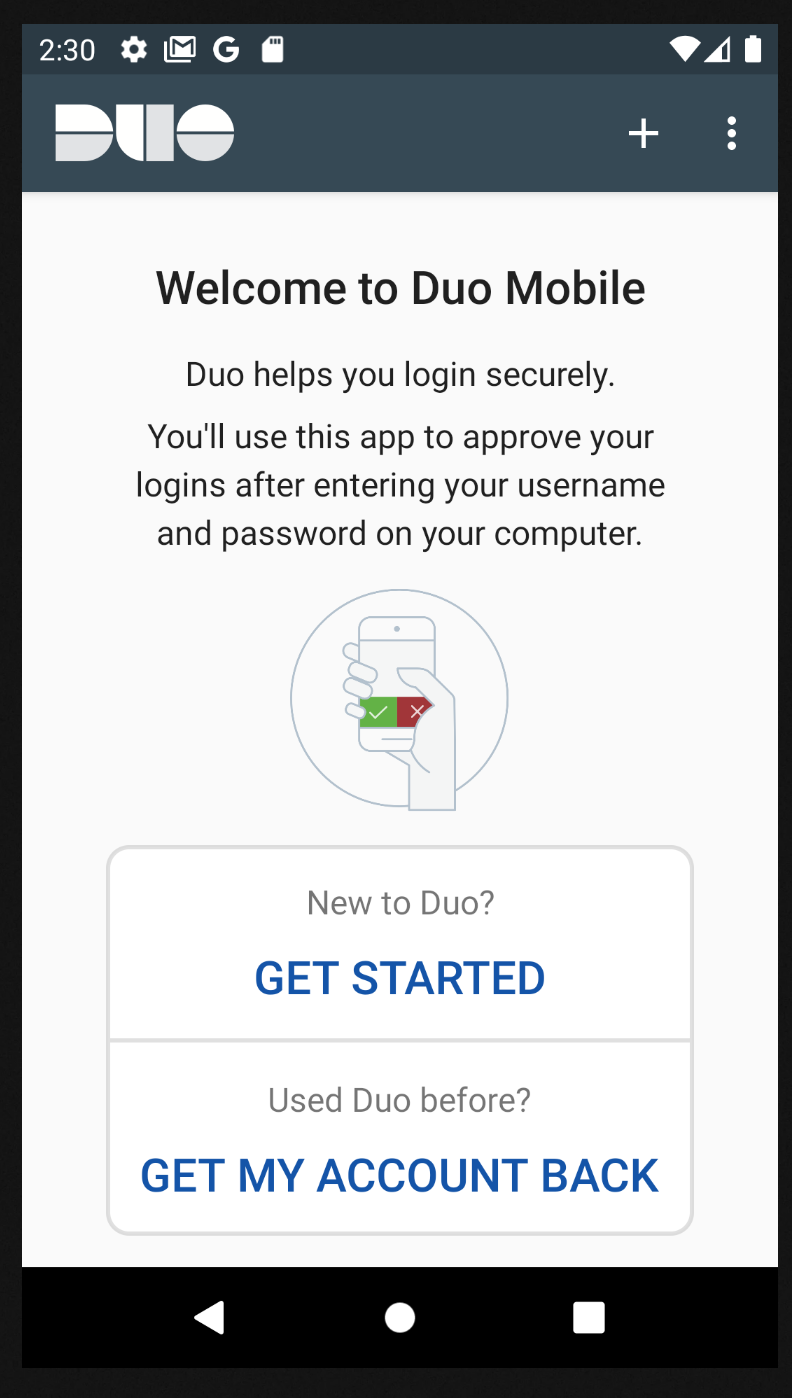 2:30
DUO
Welcome to Duo Mobile
Duo helps you login securely.
You'll use this app to approve your
logins after entering your username
and password on your computer.
New to Duo?
GET STARTED
Used Duo before?
GET MY ACCOUNT BACK